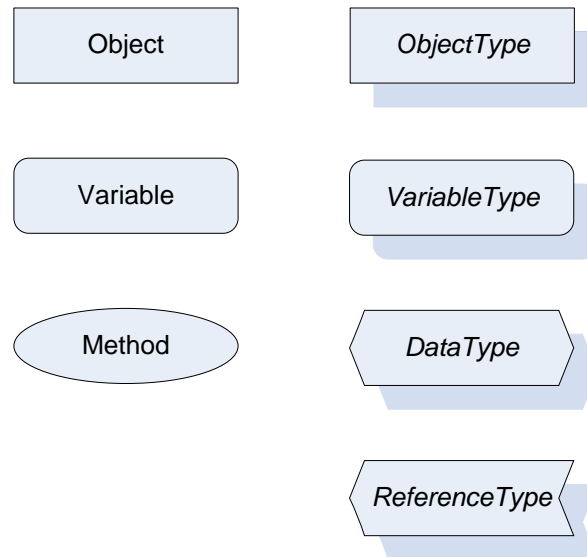 Object
ObjectType
Variable
VariableType
Method
DataType
ReferenceType